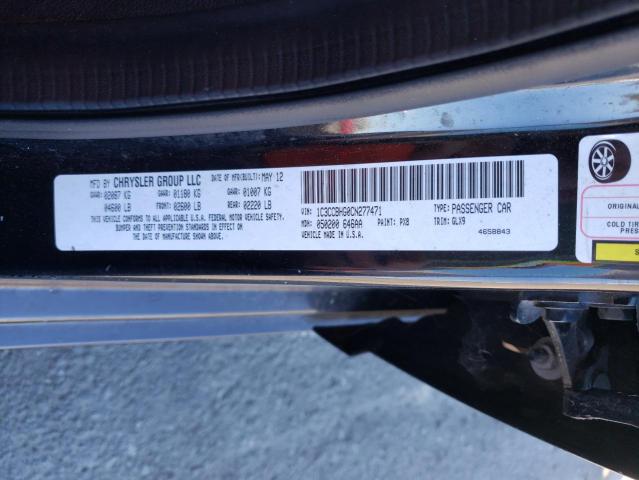 MFD BY CHRYSLER GROUP LLC DATE OF MFR(BUILT): MAY 12
GVWR: 02087 KG GAWR: 01180 KG GAWR: 01007 KG
04600 LB FRONT: 02600 LB REAR: 02220 LB
THIS VEHICLE CONFORMS TO ALL APPLICABLE U.S.A. FEDERAL MOTOR VEHICLE SAFETY,
BUMPER AND THEFT PREVENTION STANDARDS IN EFFECT ON
THE DATE OF MANUFACTURE SHOWN ABOVE.
VIN: 1C3CCBHG0CN277471 TYPE: PASSENGER CAR
MDH: 050200 646AA PAINT: PX8 TRIM: GLX9
VEHICLE MADE IN U.S.A. 4658843
ORIGINAL
COLD TIR
PRES